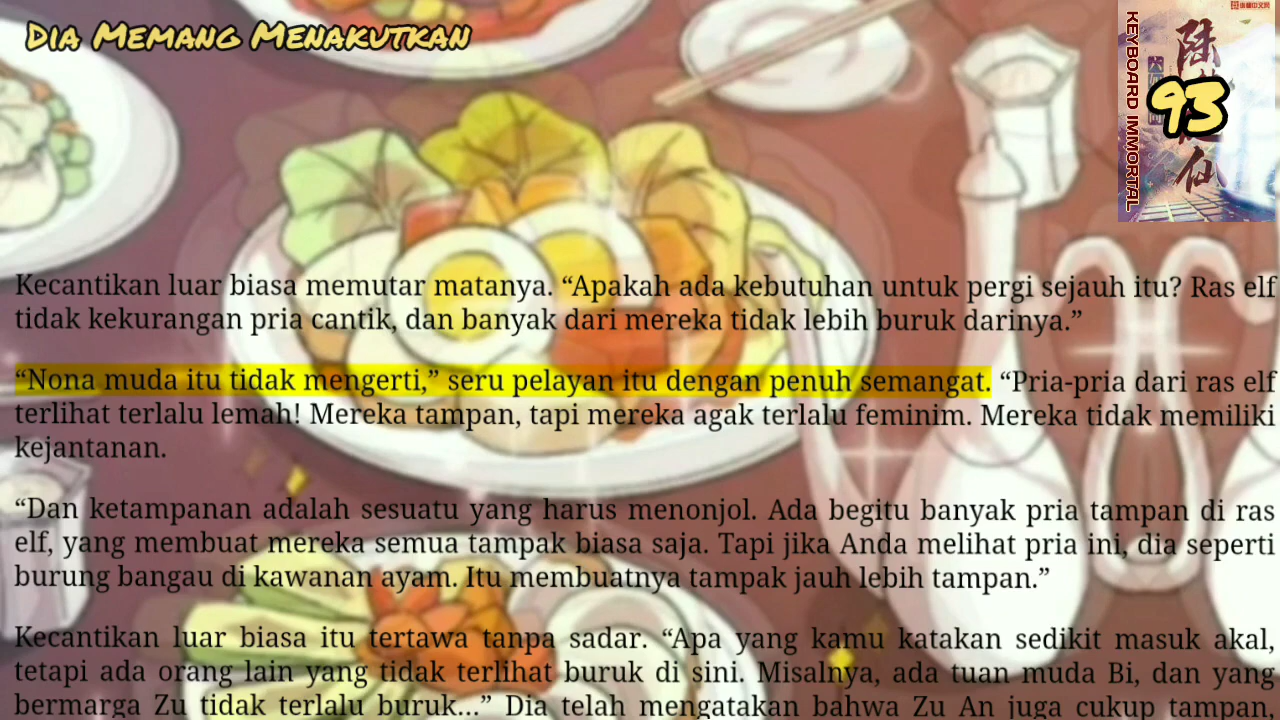 Dia Memang Menakutkan
KEYBOARD IMMORTAL
93
仙
Kecantikan luar biasa memutar matanya. “Apakah ada kebutuhan untuk pergi sejauh itu? Ras elf
tidak kekurangan pria cantik, dan banyak dari mereka tidak lebih buruk darinya.”
“Nona muda itu tidak mengerti,” seru pelayan itu dengan penuh semangat. “Pria-pria dari ras elf
terlihat terlalu lemah! Mereka tampan, tapi mereka agak terlalu feminim. Mereka tidak memiliki
kejantanan.
“Dan ketampanan adalah sesuatu yang harus menonjol. Ada begitu banyak pria tampan di ras
elf, yang membuat mereka semua tampak biasa saja. Tapi jika Anda melihat pria ini, dia seperti
burung bangau di kawanan ayam. Itu membuatnya tampak jauh lebih tampan.”
Kecantikan luar biasa itu tertawa tanpa sadar. “Apa yang kamu katakan sedikit masuk akal,
tetapi ada orang lain yang tidak terlihat buruk di sini. Misalnya, ada tuan muda Bi, dan yang
bermarga Zu tidak terlalu buruk...” Dia telah mengatakan bahwa Zu An juga cukup tampan.